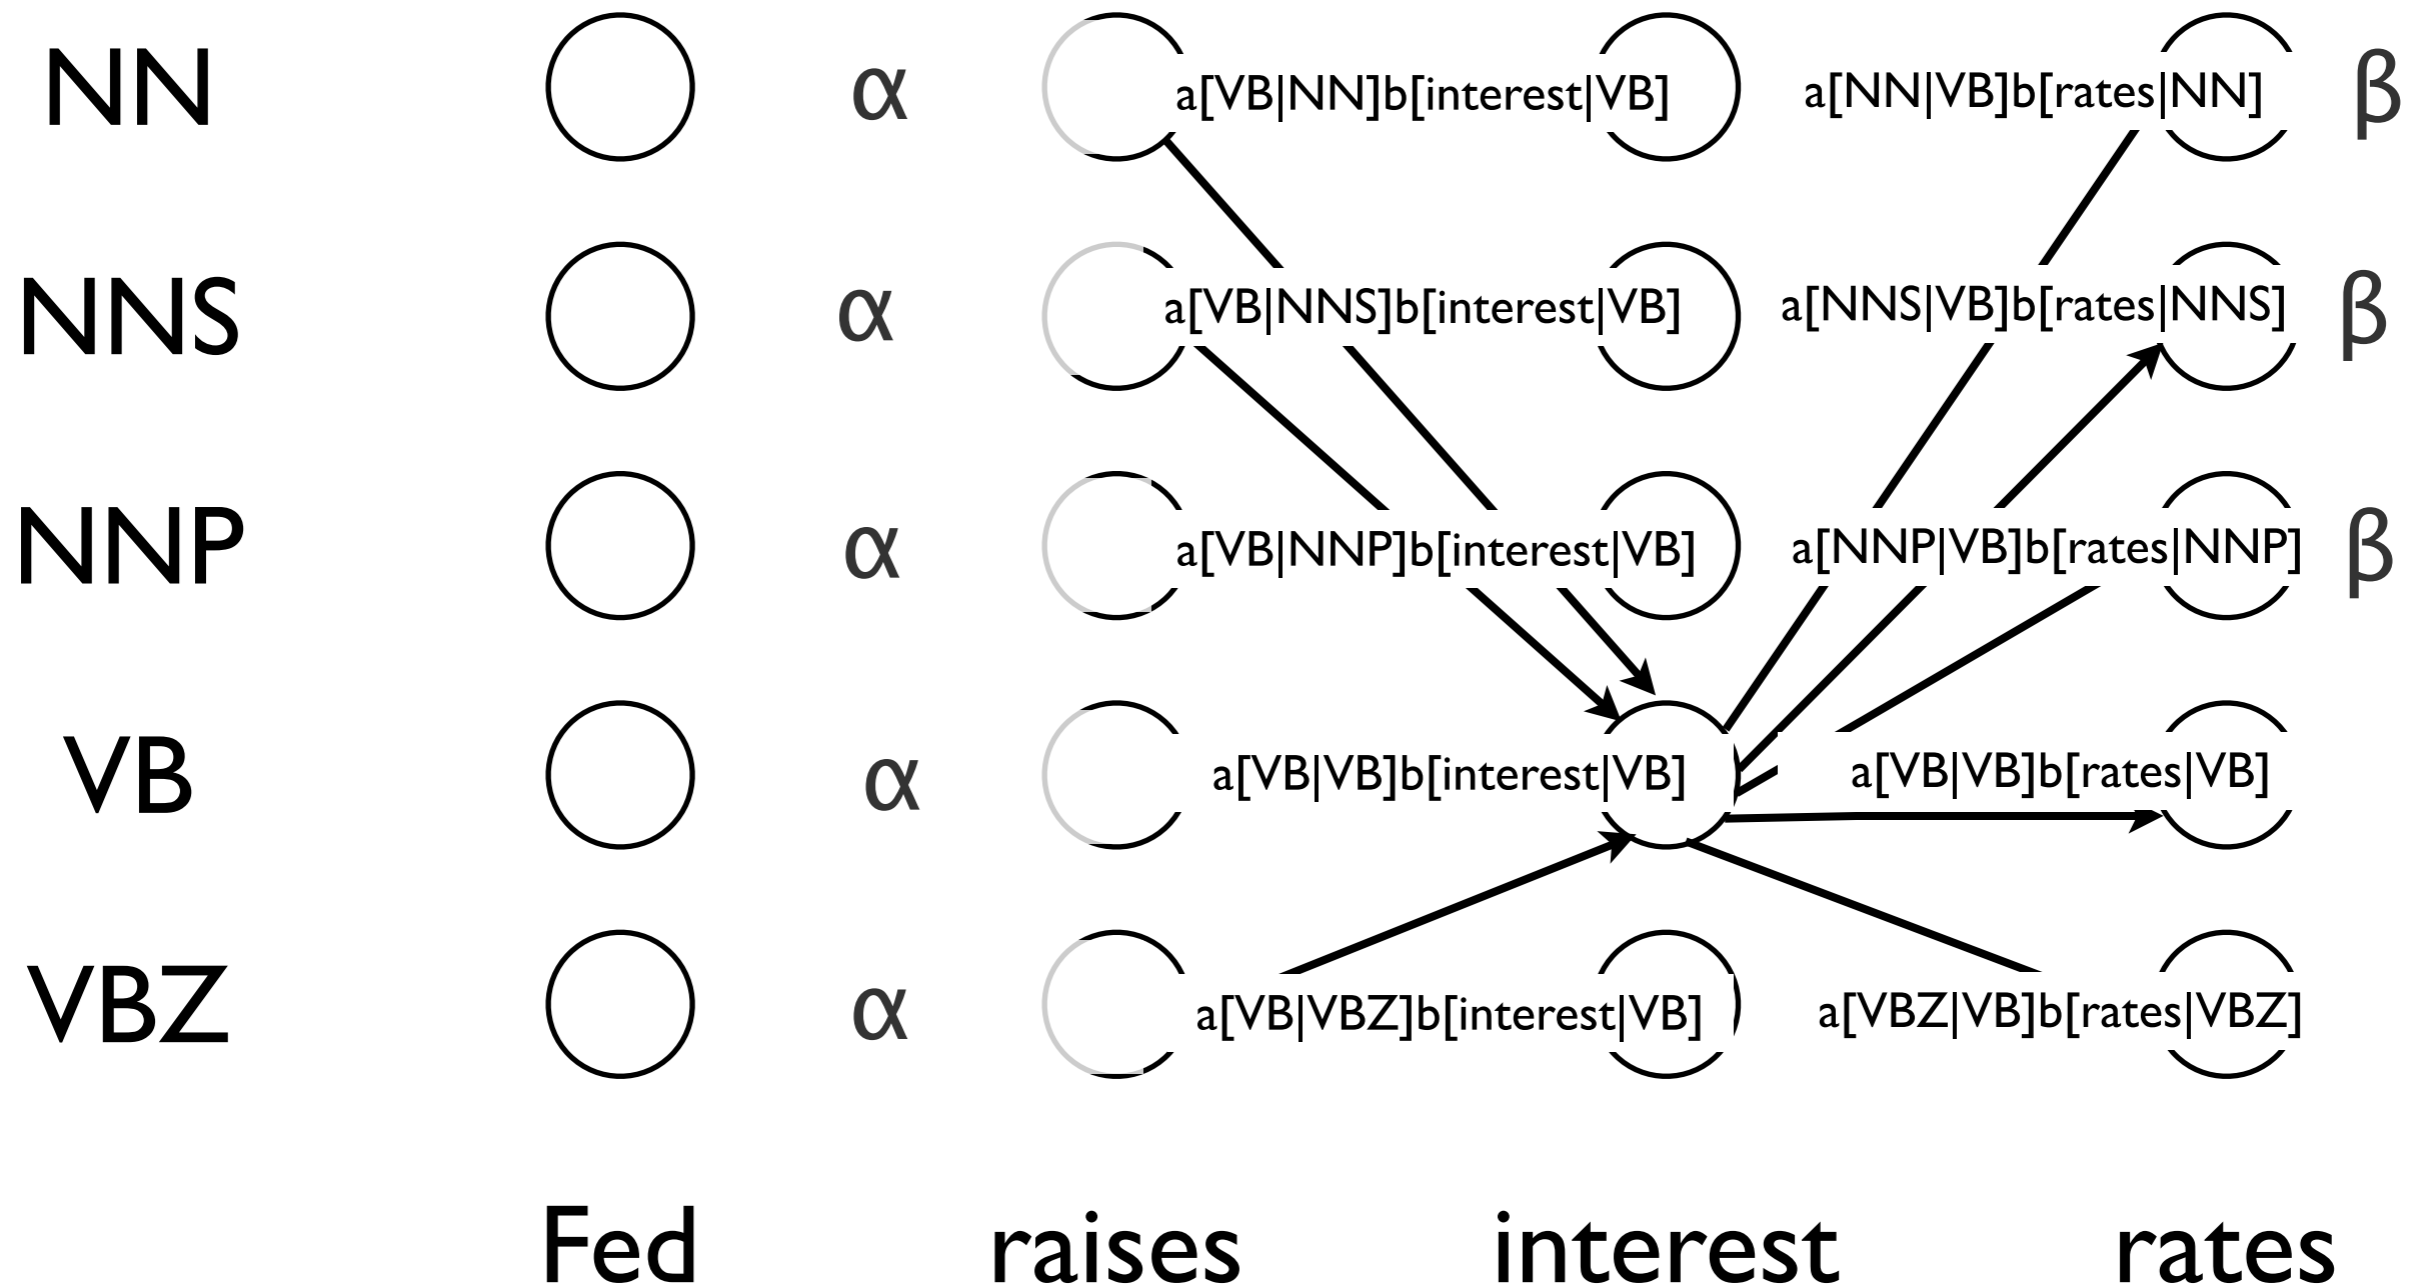 NN α a[VB|NN]b[interest|VB] a[NN|VB]b[rates|NN] β
NNS α a[VB|NNS]b[interest|VB] a[NNS|VB]b[rates|NNS] β
NNP α a[VB|NNP]b[interest|VB] a[NNP|VB]b[rates|NNP] β
VB α a[VB|VB]b[interest|VB] a[VB|VB]b[rates|VB]
VBZ α a[VB|VBZ]b[interest|VB] a[VBZ|VB]b[rates|VBZ]
Fed raises interest rates